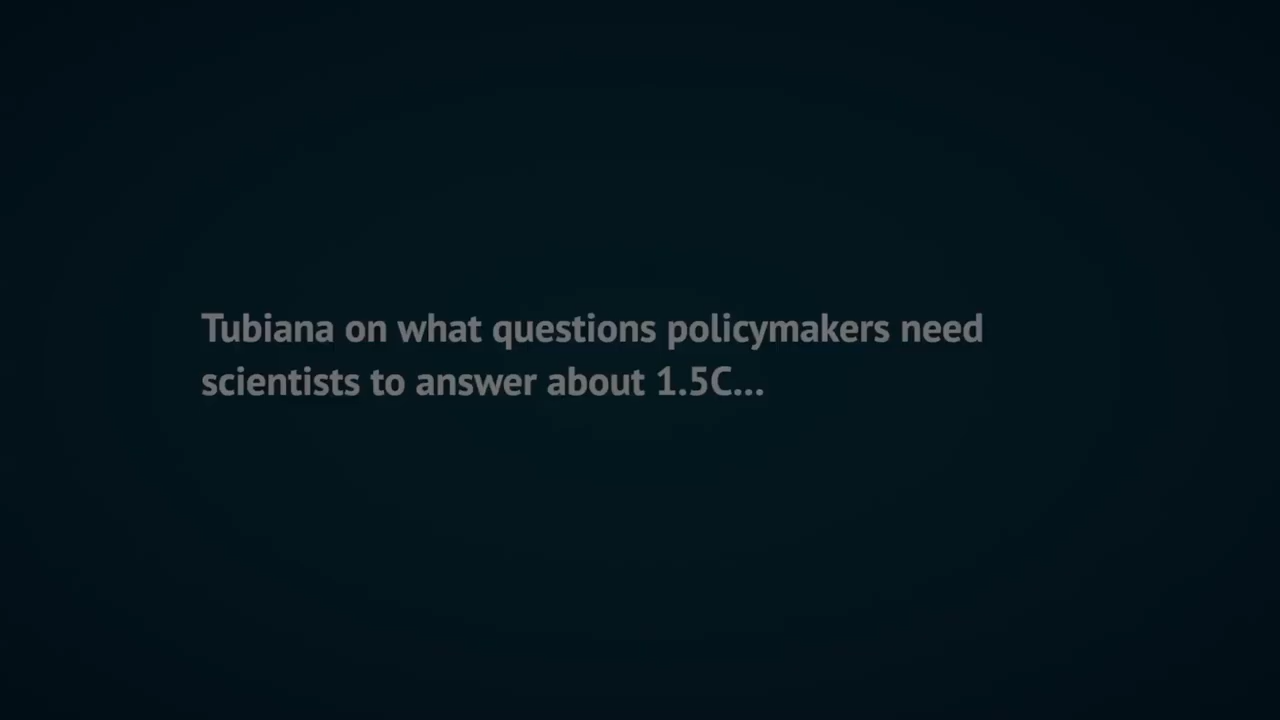 Tubiana on what questions policymakers need
scientists to answer about 1.5C...